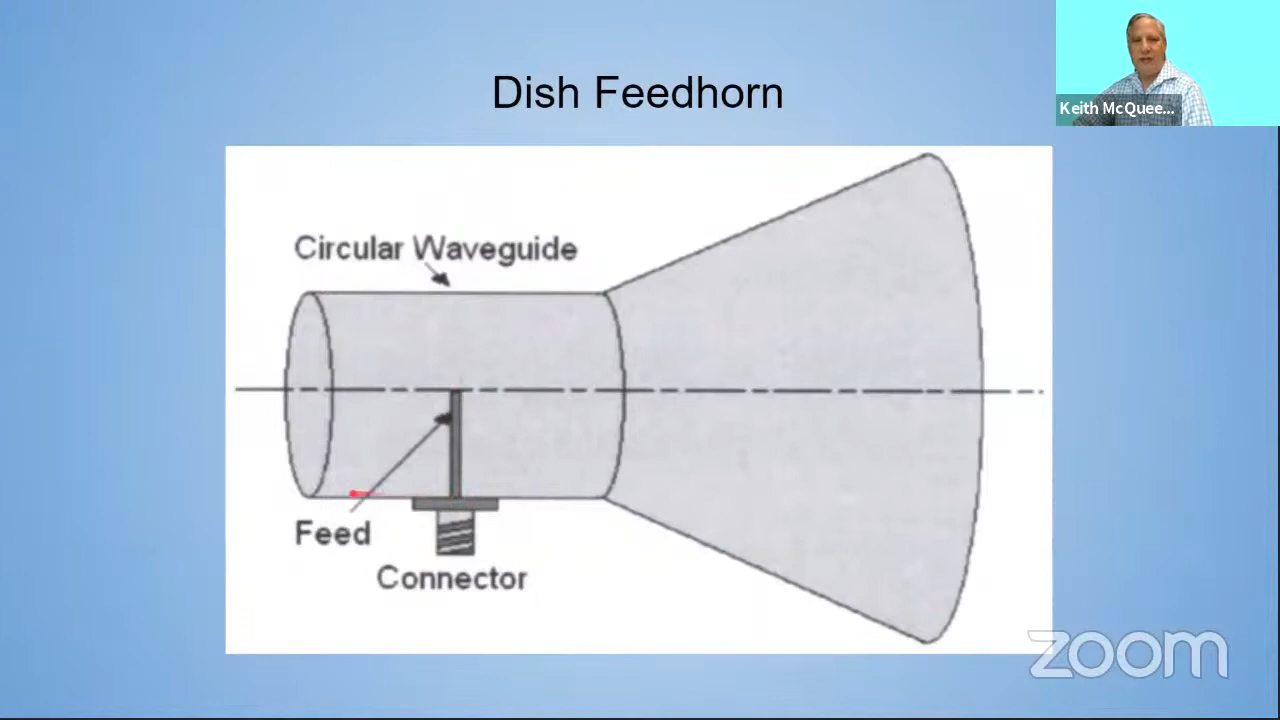 Dish Feedhorn
Keith McQuee...
Circular Waveguide
Feed
Connector
zoom